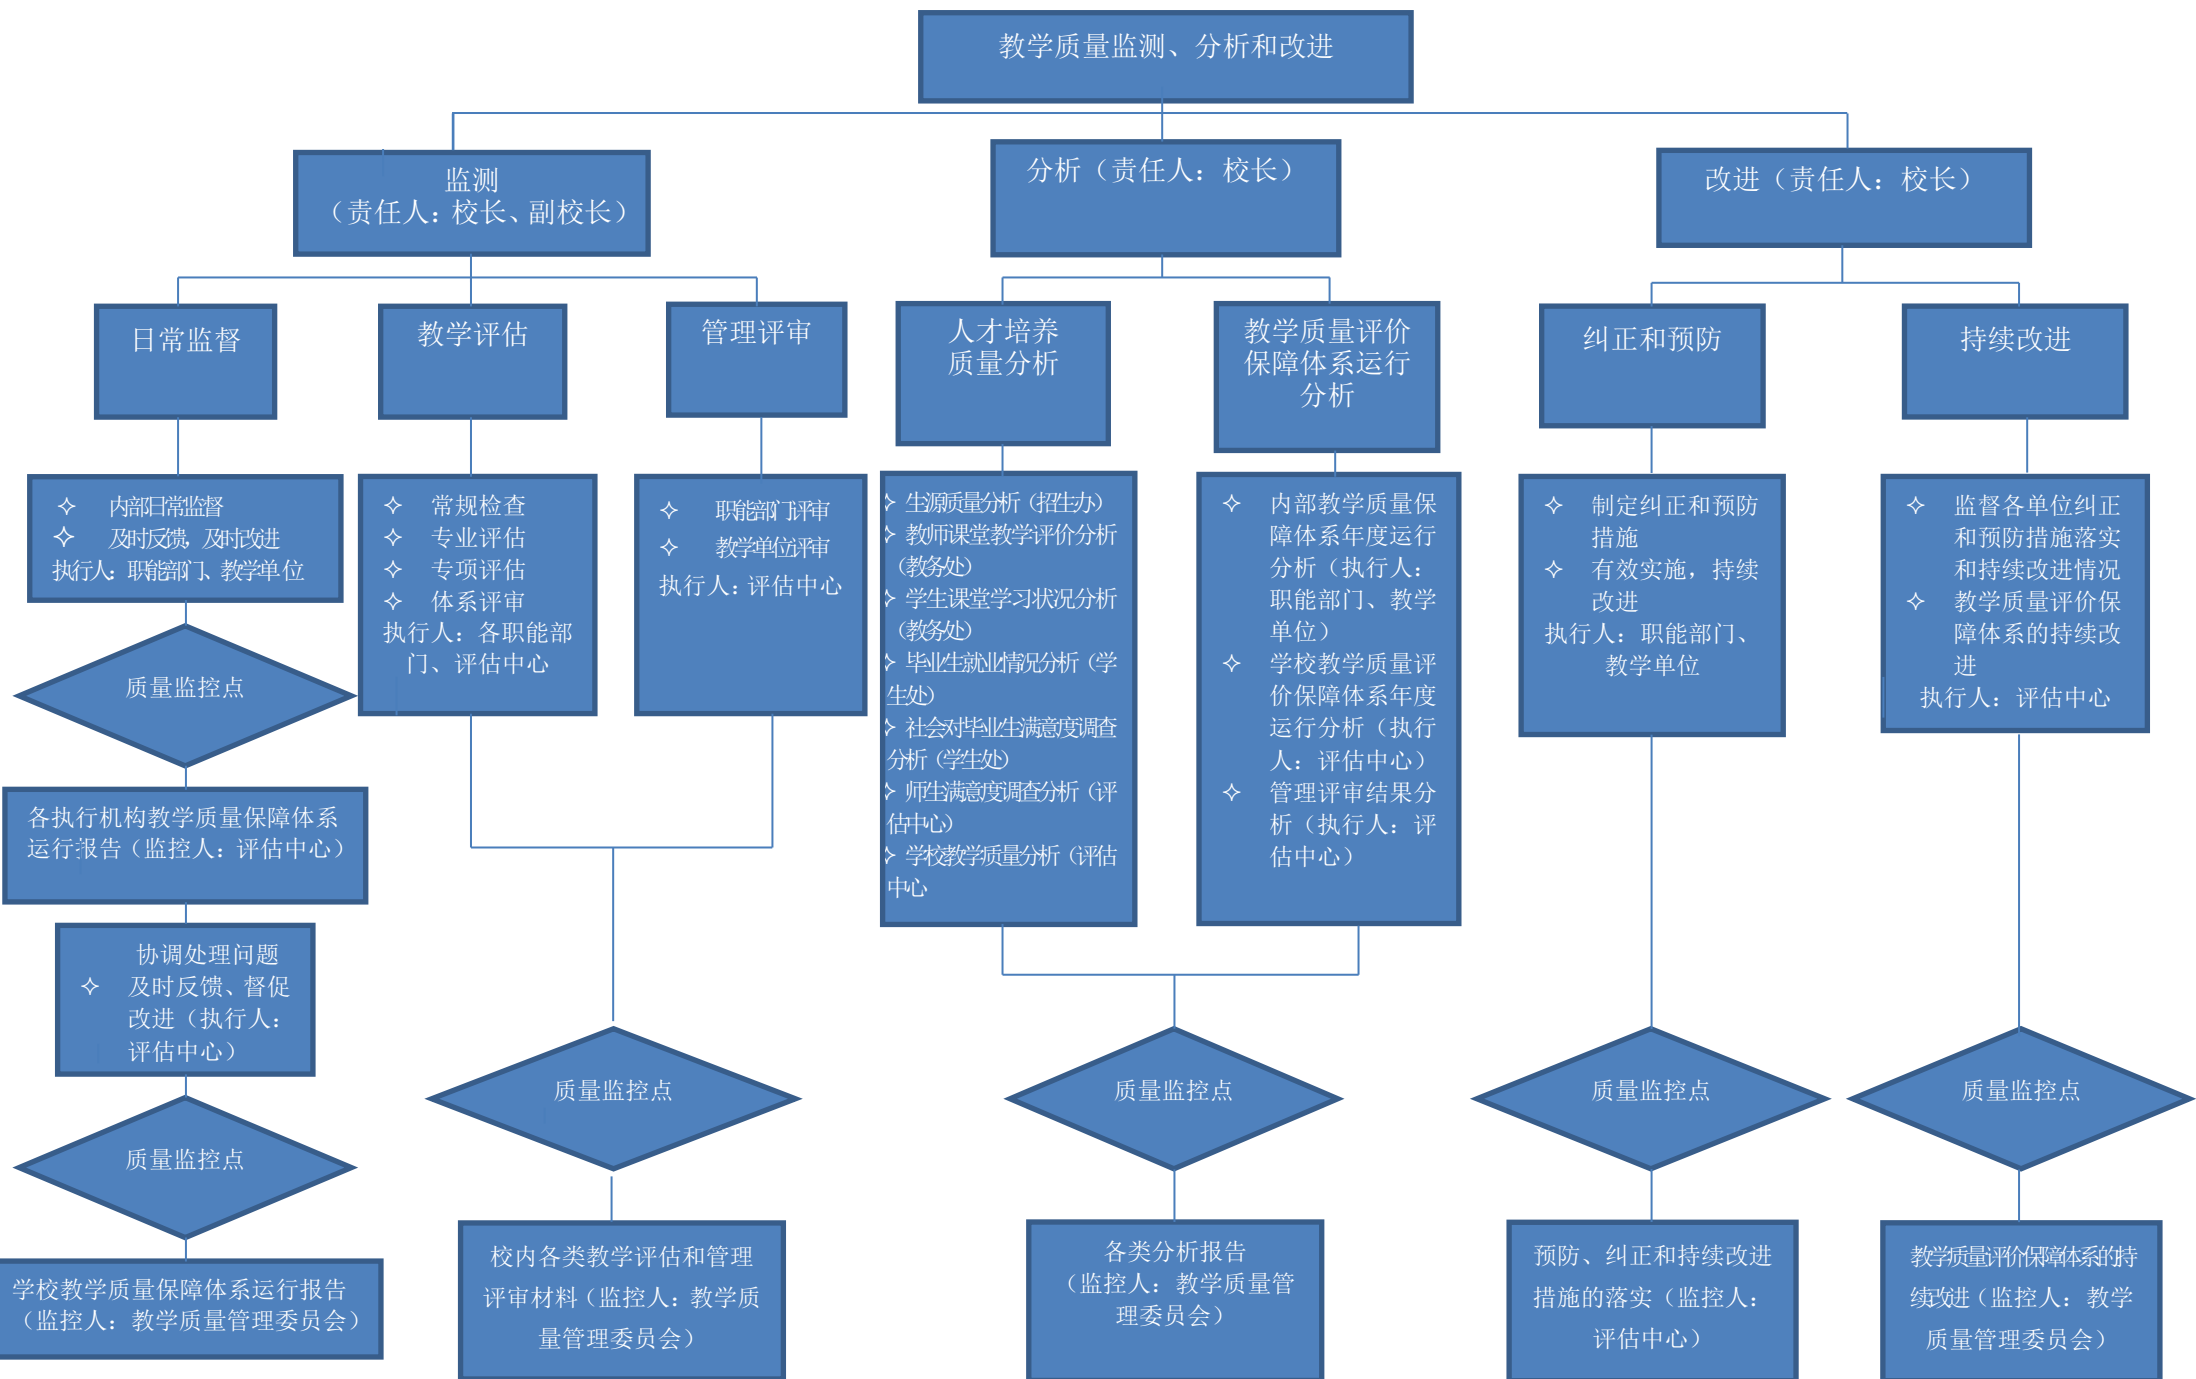 教学质量监测、分析和改进
监测
（责任人：校长、副校长）
分析（责任人：校长）
改进（责任人：校长）
日常监督
教学评估
管理评审
人才培养
质量分析
教学质量评价
保障体系运行
分析
纠正和预防
持续改进
✧ 内部日常监督
✧ 及时反馈，及时改进
执行人：职能部门、教学单位
✧ 常规检查
✧ 专业评估
✧ 专项评估
✧ 体系评审
执行人：各职能部
门、评估中心
✧ 职能部门评审
✧ 教学单位评审
执行人：评估中心
✧ 生源质量分析（招生办）
✧ 教师课堂教学评价分析
（教务处）
✧ 学生课堂学习状况分析
（教务处）
✧ 毕业生就业情况分析（学
生处）
✧ 社会对毕业生满意度调查
分析（学生处）
✧ 师生满意度调查分析（评
估中心）
✧ 学校教学质量分析（评估
中心
✧ 内部教学质量保
障体系年度运行
分析（执行人：
职能部门、教学
单位）
✧ 学校教学质量评
价保障体系年度
运行分析（执行
人：评估中心）
✧ 管理评审结果分
析（执行人：评
估中心）
✧ 制定纠正和预防
措施
✧ 有效实施，持续
改进
执行人：职能部门、
教学单位
✧ 监督各单位纠正
和预防措施落实
和持续改进情况
✧ 教学质量评价保
障体系的持续改
进
执行人：评估中心
质量监控点
各执行机构教学质量保障体系
运行报告（监控人：评估中心）
协调处理问题
✧ 及时反馈、督促
改进（执行人：
评估中心）
质量监控点
质量监控点
质量监控点
质量监控点
质量监控点
学校教学质量保障体系运行报告
（监控人：教学质量管理委员会）
校内各类教学评估和管理
评审材料（监控人：教学质
量管理委员会）
各类分析报告
（监控人：教学质量管
理委员会）
预防、纠正和持续改进
措施的落实（监控人：
评估中心）
教学质量评价保障体系的持
续改进（监控人：教学
质量管理委员会）